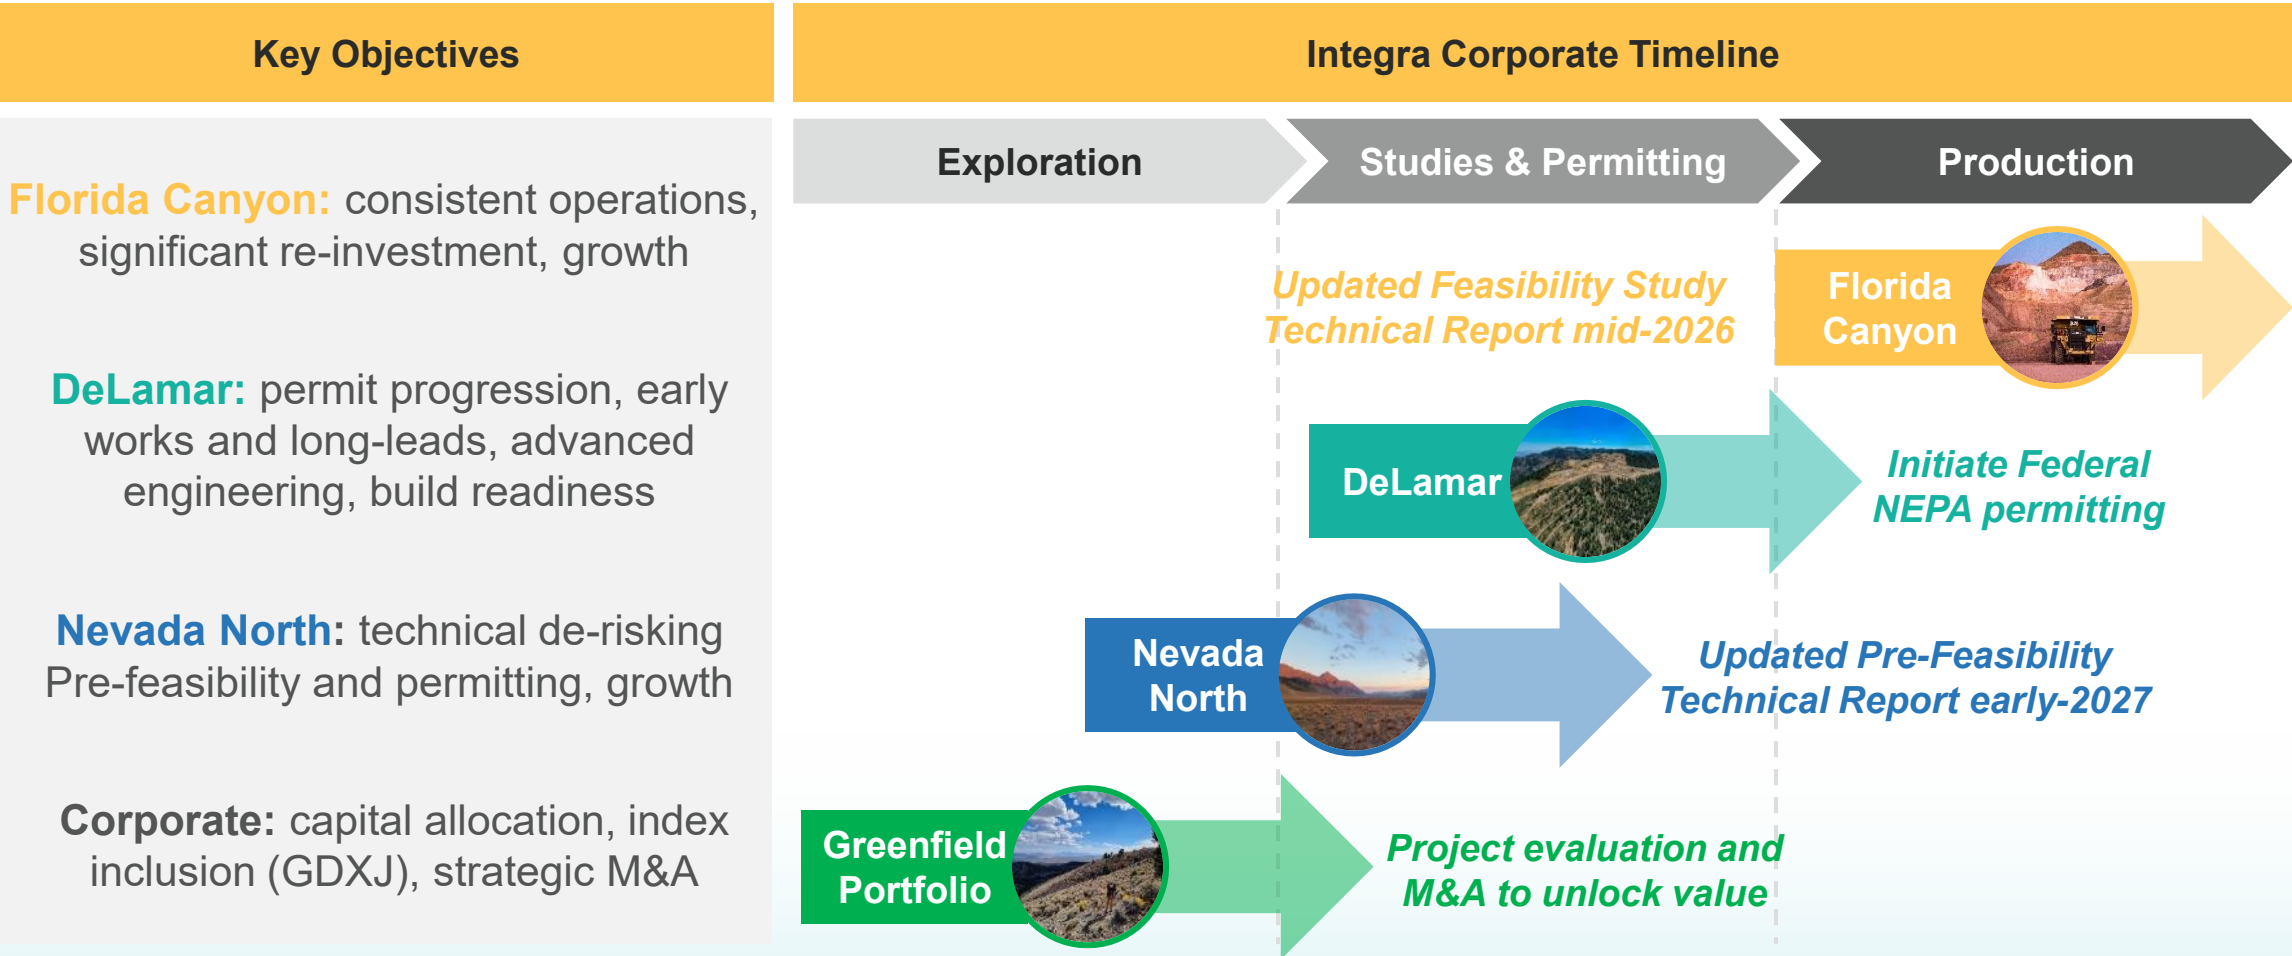 Key Objectives
Florida Canyon: consistent operations,
significant re-investment, growth
DeLamar: permit progression, early
works and long-leads, advanced
engineering, build readiness
Nevada North: technical de-risking
Pre-feasibility and permitting, growth
Corporate: capital allocation, index
inclusion (GDXJ), strategic M&A
Integra Corporate Timeline
Exploration
Studies & Permitting
Production
Updated Feasibility Study
Technical Report mid-2026
Florida
Canyon
DeLamar
Initiate Federal
NEPA permitting
Nevada
North
Updated Pre-Feasibility
Technical Report early-2027
Greenfield
Portfolio
Project evaluation and
M&A to unlock value